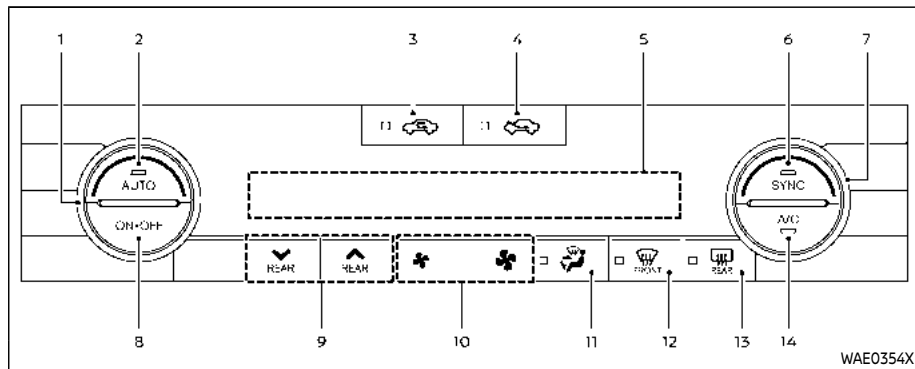 1 2 3 4 5 6 7
AUTO SYNC
ON•OFF A/C
REAR REAR FRONT REAR
8 9 10 11 12 13 14
WAE0354X